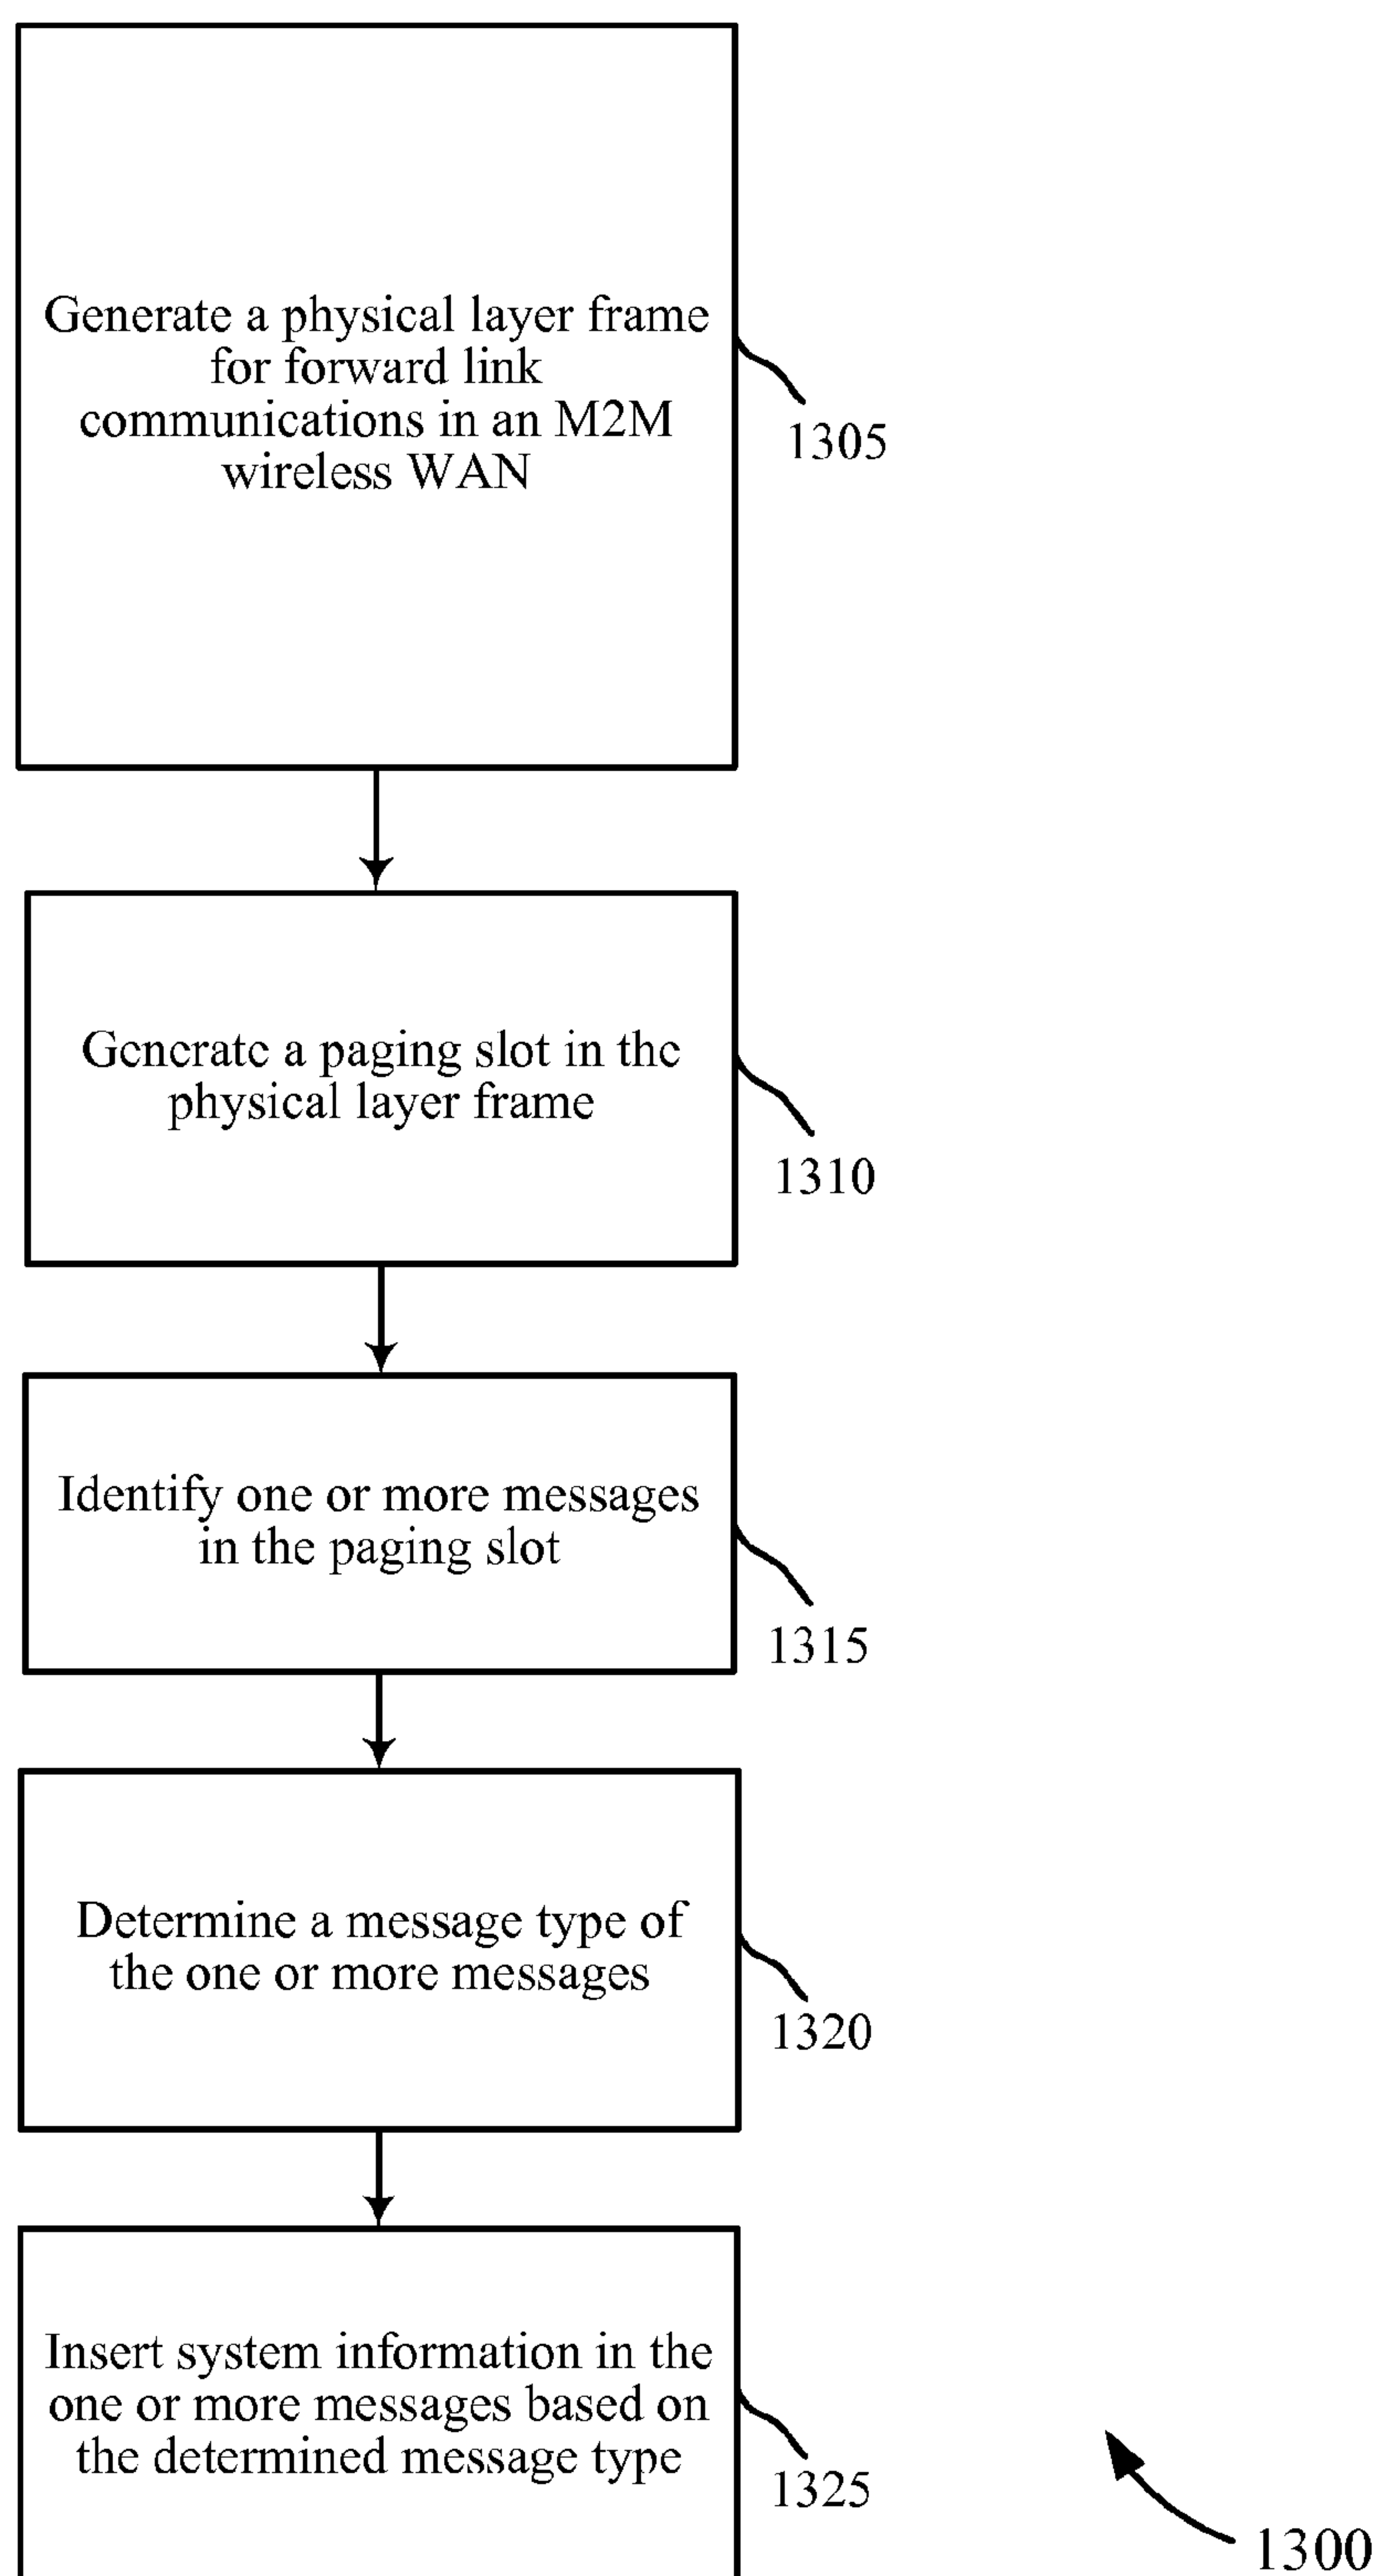 Generate a physical layer frame
for forward link
communications in an M2M
wireless WAN
1305
Generate a paging slot in the
physical layer frame
1310
Identify one or more messages
in the paging slot
1315
Determine a message type of
the one or more messages
1320
Insert system information in the
one or more messages based on
the determined message type
1325
1300